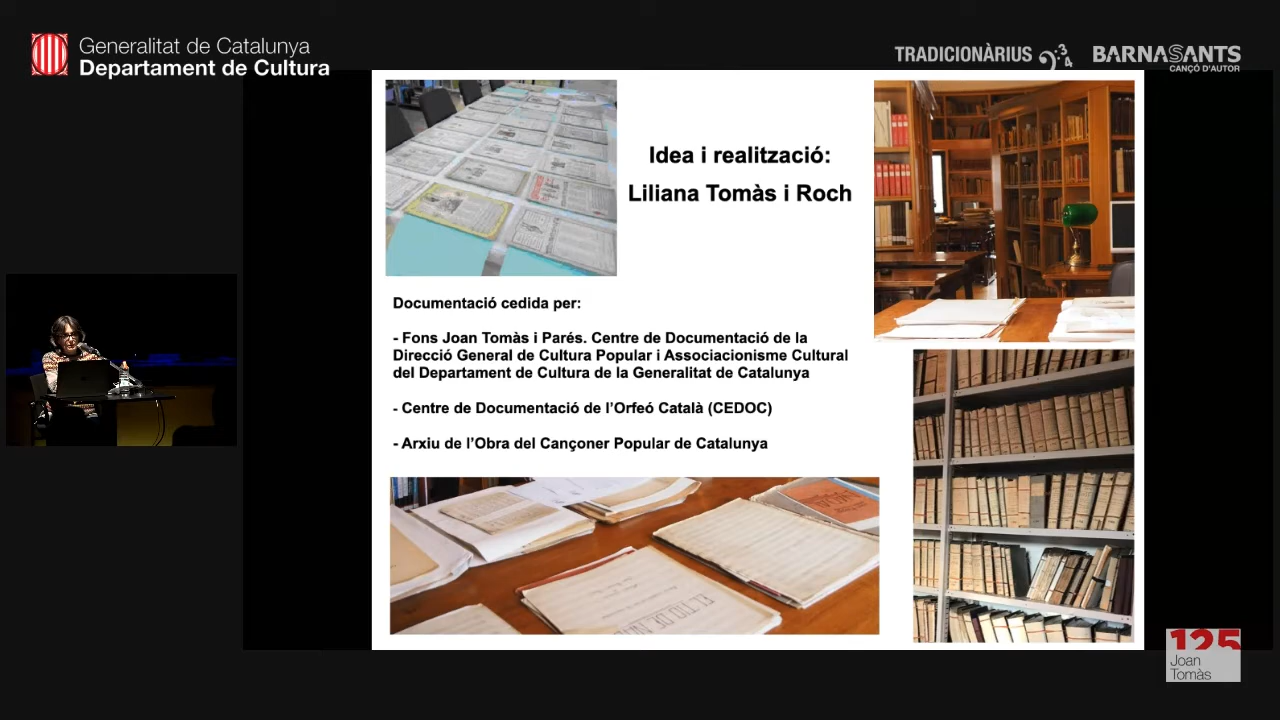 Generalitat de Catalunya
Departament de Cultura
TRADICIONÀRIUS
BARNASANTS
CANÇÓ D'AUTOR
Idea i realització:
Liliana Tomàs i Roch
Documentació cedida per:
- Fons Joan Tomàs i Parés. Centre de Documentació de la
Direcció General de Cultura Popular i Associacionisme Cultural
del Departament de Cultura de la Generalitat de Catalunya
- Centre de Documentació de l'Orfeó Català (CEDOC)
- Arxiu de l'Obra del Cançoner Popular de Catalunya
125
Joan
Tomàs